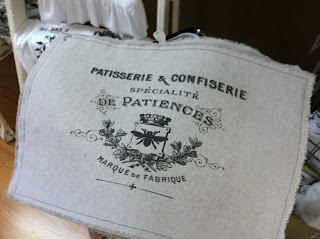 PATISSERIE & CONFISERIE
SPÉCIALITÉ
DE PATIENCES
MARQUE DE FABRIQUE